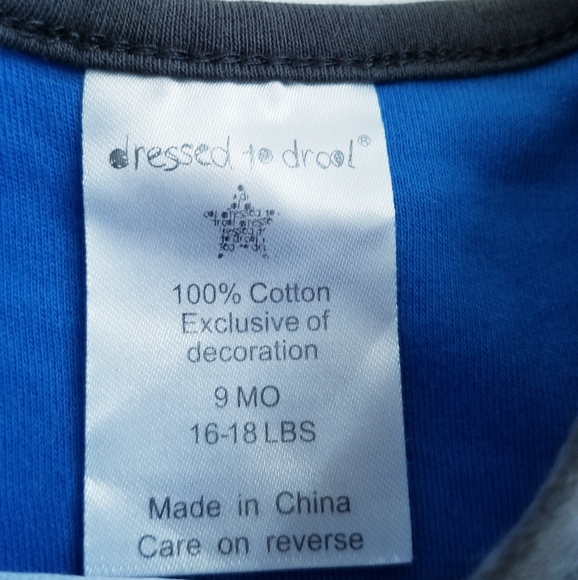 dressed to drool®
100% Cotton
Exclusive of
decoration
9 MO
16-18 LBS
Made in China
Care on reverse